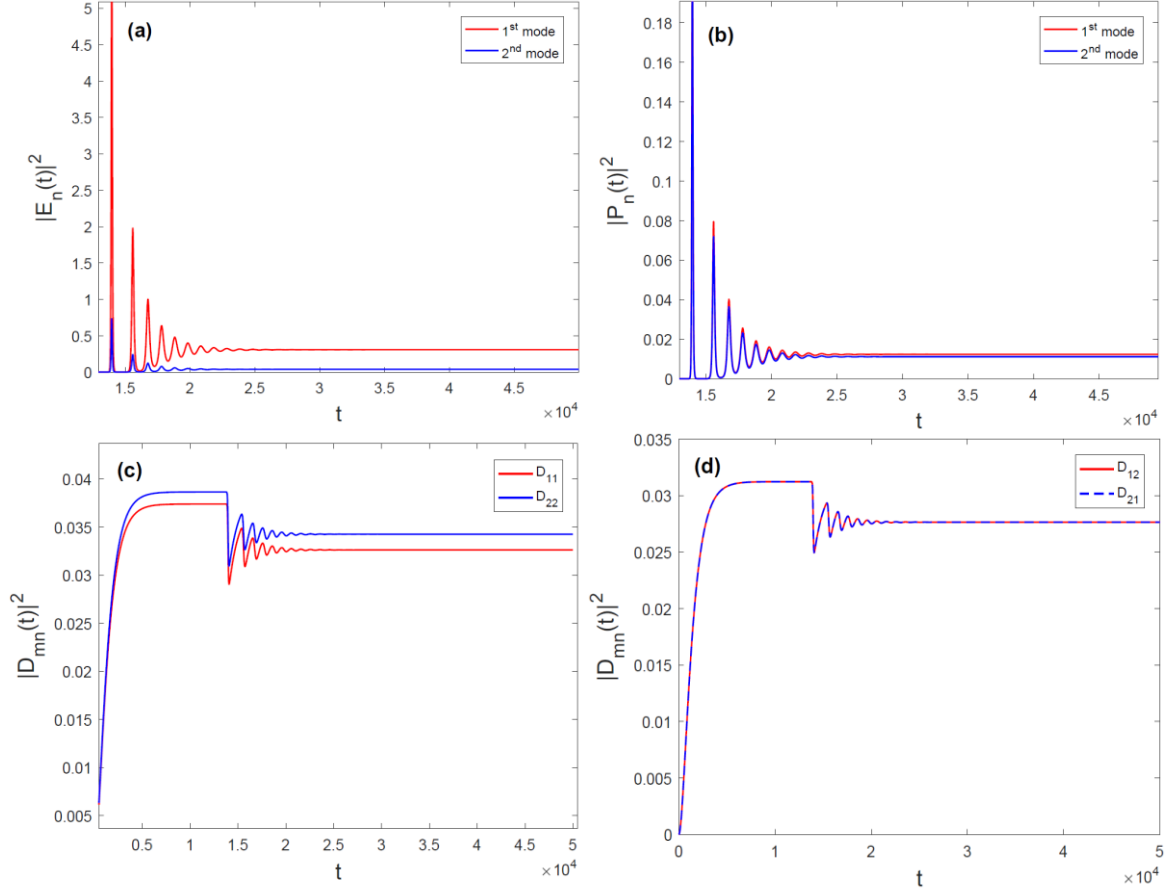 (a)
1st mode
2nd mode
|En(t)|2
5
4.5
4
3.5
3
2.5
2
1.5
1
0.5
0
1.5 2 2.5 3 3.5 4 4.5
× 104
t
(b)
1st mode
2nd mode
|Pn(t)|2
0.18
0.16
0.14
0.12
0.1
0.08
0.06
0.04
0.02
0
1.5 2 2.5 3 3.5 4 4.5
× 104
t
(c)
D11
D22
|Dmn(t)|2
0.04
0.035
0.03
0.025
0.02
0.015
0.01
0.005
0.5 1 1.5 2 2.5 3 3.5 4 4.5 5
× 104
t
(d)
D12
D21
|Dmn(t)|2
0.035
0.03
0.025
0.02
0.015
0.01
0.005
0
0 1 2 3 4 5
× 104
t